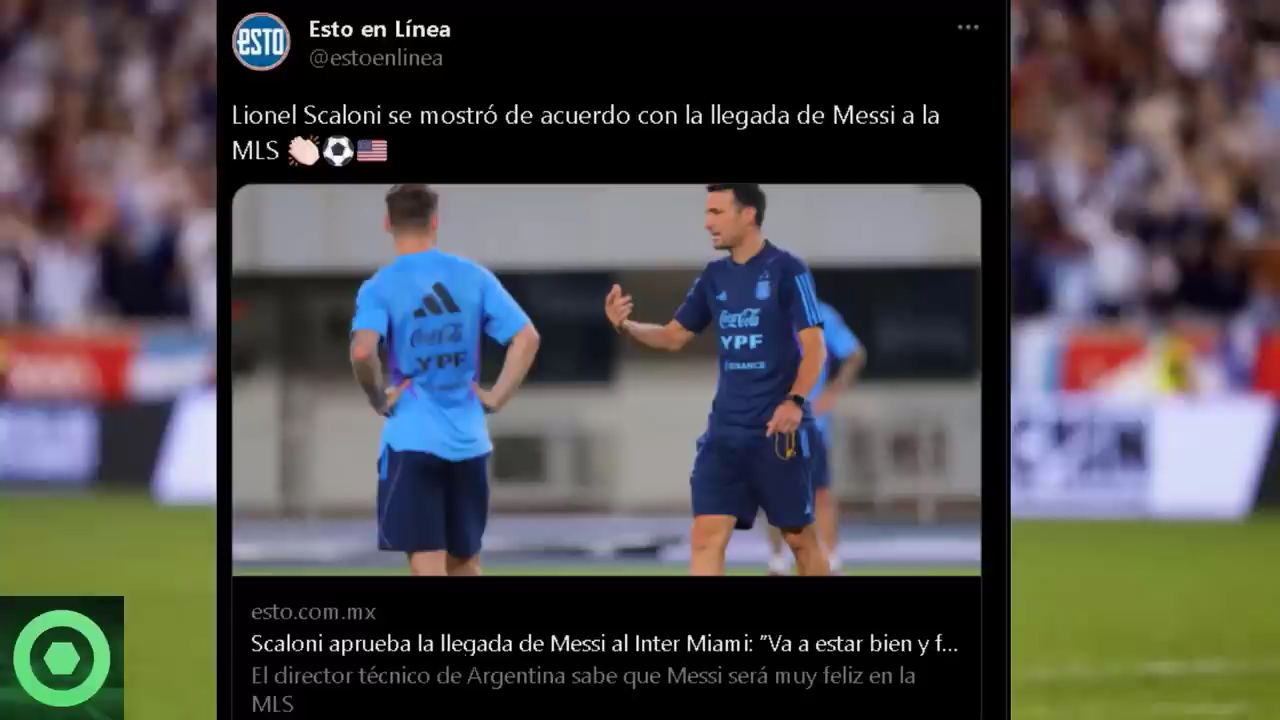 esto
Esto en Línea
@estoenlinea
Lionel Scaloni se mostró de acuerdo con la llegada de Messi a la
MLS 👏🏻⚽🇺🇸
Coca-Cola
YPF
Coca-Cola
YPF
BINANCE
esto.com.mx
Scaloni aprueba la llegada de Messi al Inter Miami: "Va a estar bien y f...
El director técnico de Argentina sabe que Messi será muy feliz en la
MLS